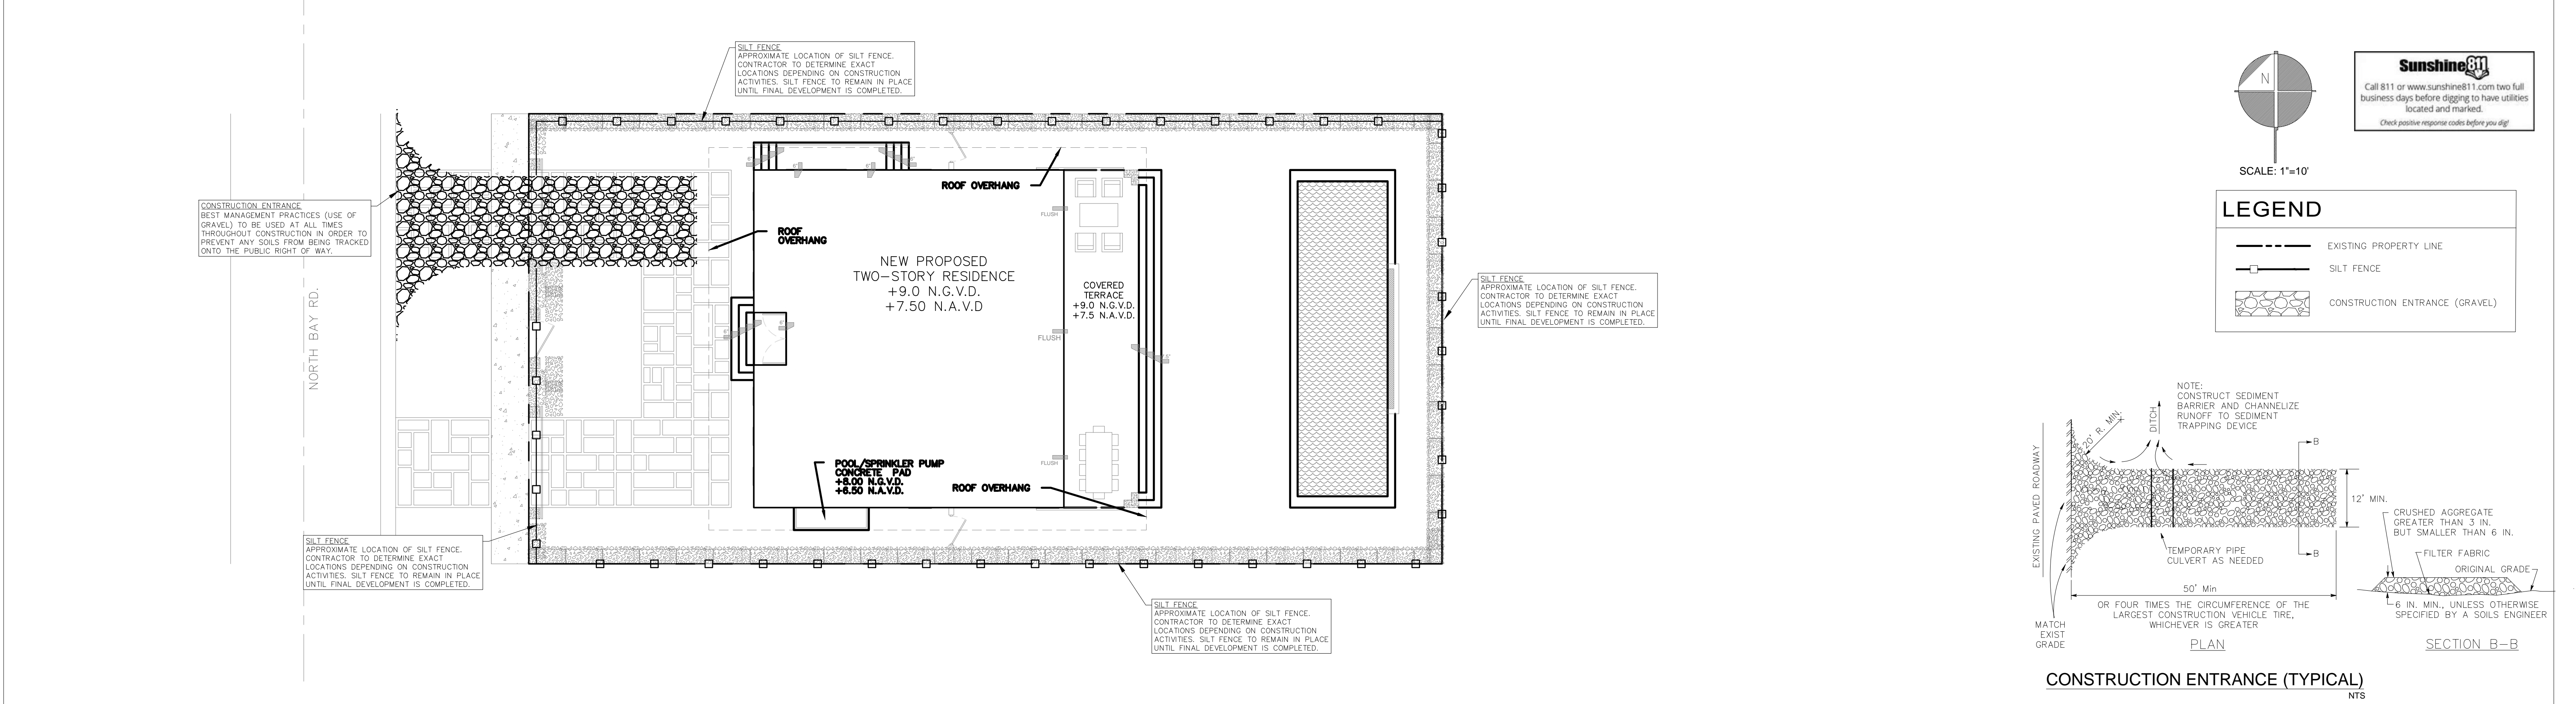 SILT FENCE
APPROXIMATE LOCATION OF SILT FENCE.
CONTRACTOR TO DETERMINE EXACT
LOCATIONS DEPENDING ON CONSTRUCTION
ACTIVITIES. SILT FENCE TO REMAIN IN PLACE
UNTIL FINAL DEVELOPMENT IS COMPLETED.
N
SCALE: 1"=10'
Sunshine811
Call 811 or www.sunshine811.com two full
business days before digging to have utilities
located and marked.
Check positive response codes before you dig!
CONSTRUCTION ENTRANCE
BEST MANAGEMENT PRACTICES (USE OF
GRAVEL) TO BE USED AT ALL TIMES
THROUGHOUT CONSTRUCTION IN ORDER TO
PREVENT ANY SOILS FROM BEING TRACKED
ONTO THE PUBLIC RIGHT OF WAY.
NORTH BAY RD.
ROOF OVERHANG
ROOF
OVERHANG
FLUSH
NEW PROPOSED
TWO-STORY RESIDENCE
+9.0 N.G.V.D.
+7.50 N.A.V.D
COVERED
TERRACE
+9.0 N.G.V.D.
+7.5 N.A.V.D.
FLUSH
FLUSH
POOL/SPRINKLER PUMP
CONCRETE PAD
+8.00 N.G.V.D.
+6.50 N.A.V.D.
ROOF OVERHANG
SILT FENCE
APPROXIMATE LOCATION OF SILT FENCE.
CONTRACTOR TO DETERMINE EXACT
LOCATIONS DEPENDING ON CONSTRUCTION
ACTIVITIES. SILT FENCE TO REMAIN IN PLACE
UNTIL FINAL DEVELOPMENT IS COMPLETED.
SILT FENCE
APPROXIMATE LOCATION OF SILT FENCE.
CONTRACTOR TO DETERMINE EXACT
LOCATIONS DEPENDING ON CONSTRUCTION
ACTIVITIES. SILT FENCE TO REMAIN IN PLACE
UNTIL FINAL DEVELOPMENT IS COMPLETED.
SILT FENCE
APPROXIMATE LOCATION OF SILT FENCE.
CONTRACTOR TO DETERMINE EXACT
LOCATIONS DEPENDING ON CONSTRUCTION
ACTIVITIES. SILT FENCE TO REMAIN IN PLACE
UNTIL FINAL DEVELOPMENT IS COMPLETED.
LEGEND
EXISTING PROPERTY LINE
SILT FENCE
CONSTRUCTION ENTRANCE (GRAVEL)
NOTE:
CONSTRUCT SEDIMENT
BARRIER AND CHANNELIZE
RUNOFF TO SEDIMENT
TRAPPING DEVICE
20' R. MIN.
DITCH
EXISTING PAVED ROADWAY
B
B
12' MIN.
TEMPORARY PIPE
CULVERT AS NEEDED
50' Min
OR FOUR TIMES THE CIRCUMFERENCE OF THE
LARGEST CONSTRUCTION VEHICLE TIRE,
WHICHEVER IS GREATER
MATCH
EXIST
GRADE
PLAN
CRUSHED AGGREGATE
GREATER THAN 3 IN.
BUT SMALLER THAN 6 IN.
FILTER FABRIC
ORIGINAL GRADE
6 IN. MIN., UNLESS OTHERWISE
SPECIFIED BY A SOILS ENGINEER
SECTION B-B
CONSTRUCTION ENTRANCE (TYPICAL)
NTS